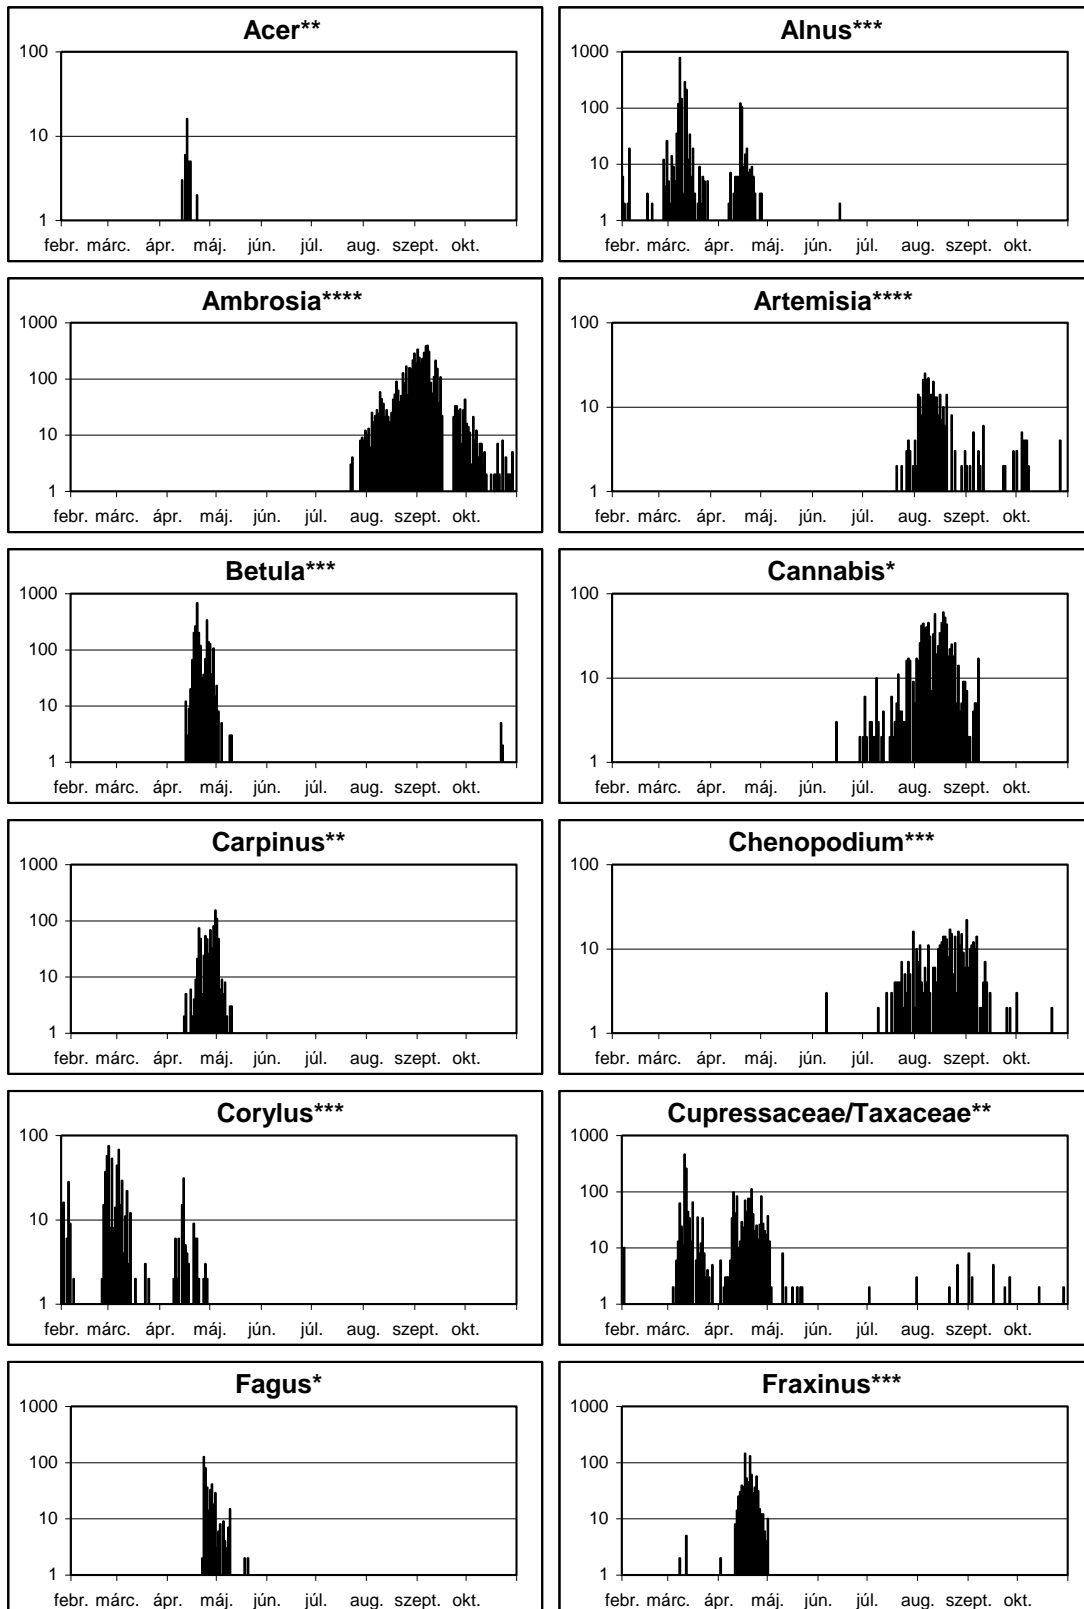 Acer**
100
10
1
febr. márc. ápr. máj. jún. júl. aug. szept. okt.
Alnus***
1000
100
10
1
febr. márc. ápr. máj. jún. júl. aug. szept. okt.
Ambrosia****
1000
100
10
1
febr. márc. ápr. máj. jún. júl. aug. szept. okt.
Artemisia****
100
10
1
febr. márc. ápr. máj. jún. júl. aug. szept. okt.
Betula***
1000
100
10
1
febr. márc. ápr. máj. jún. júl. aug. szept. okt.
Cannabis*
100
10
1
febr. márc. ápr. máj. jún. júl. aug. szept. okt.
Carpinus**
1000
100
10
1
febr. márc. ápr. máj. jún. júl. aug. szept. okt.
Chenopodium***
100
10
1
febr. márc. ápr. máj. jún. júl. aug. szept. okt.
Corylus***
100
10
1
febr. márc. ápr. máj. jún. júl. aug. szept. okt.
Cupressaceae/Taxaceae**
1000
100
10
1
febr. márc. ápr. máj. jún. júl. aug. szept. okt.
Fagus*
1000
100
10
1
febr. márc. ápr. máj. jún. júl. aug. szept. okt.
Fraxinus***
1000
100
10
1
febr. márc. ápr. máj. jún. júl. aug. szept. okt.